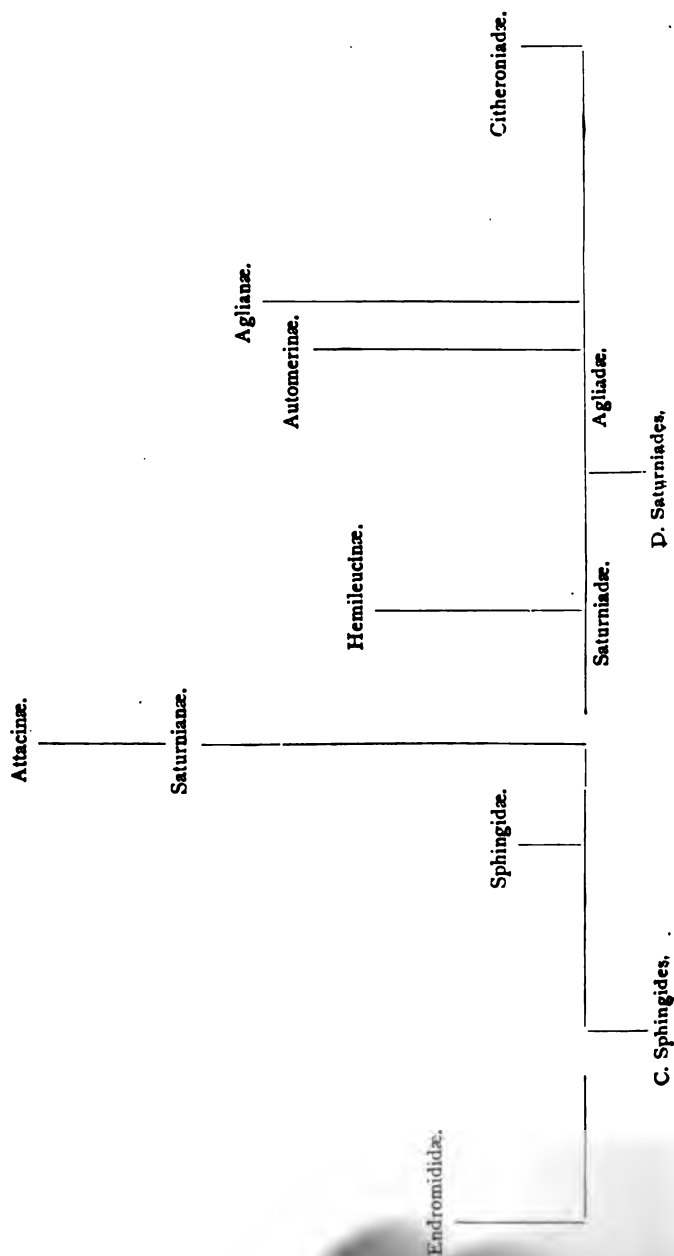 Attacinæ.
Saturnianæ.
Aglianæ.
Automerinæ.
Hemileucinæ.
Endromididæ.
Sphingidæ.
Citheroniadæ.
Saturniadæ.
Agliadæ.
C. Sphingides,
D. Saturniades,